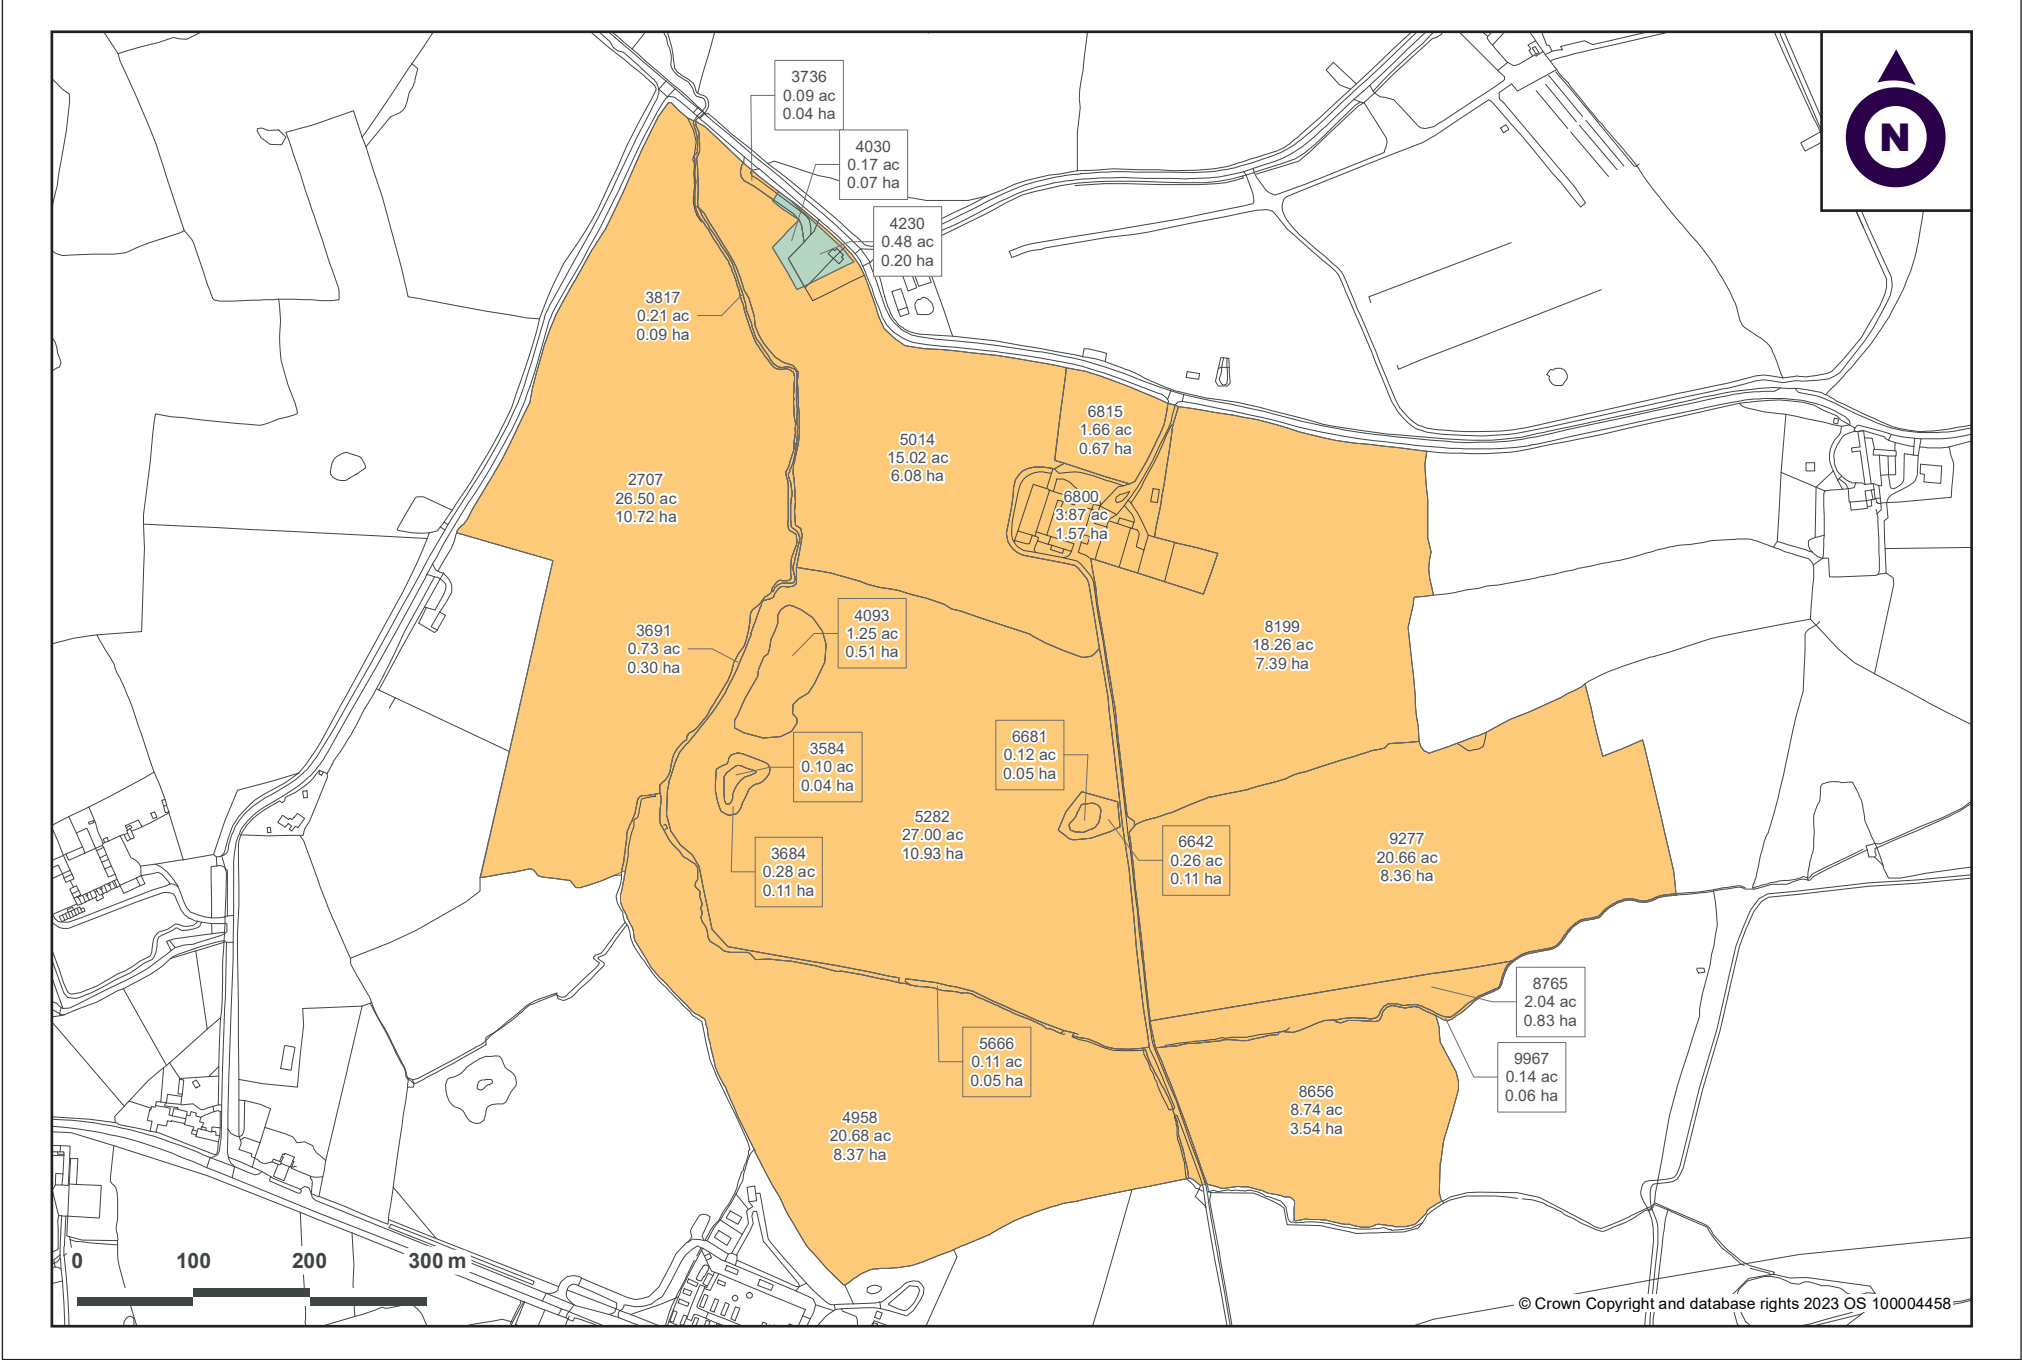 3736
0.09 ac
0.04 ha
N
4030
0.17 ac
0.07 ha
4230
0.48 ac
0.20 ha
3817
0.21 ac
0.09 ha
6815
1.66 ac
0.67 ha
5014
15.02 ac
6.08 ha
2707
26.50 ac
10.72 ha
6800
3.87 ac
1.57 ha
4093
1.25 ac
0.51 ha
3691
0.73 ac
0.30 ha
8199
18.26 ac
7.39 ha
6681
0.12 ac
0.05 ha
3584
0.10 ac
0.04 ha
5282
27.00 ac
10.93 ha
6642
0.26 ac
0.11 ha
9277
20.66 ac
8.36 ha
3684
0.28 ac
0.11 ha
8765
2.04 ac
0.83 ha
5666
0.11 ac
0.05 ha
9967
0.14 ac
0.06 ha
8656
8.74 ac
3.54 ha
4958
20.68 ac
8.37 ha
0 100 200 300 m
© Crown Copyright and database rights 2023 OS 100004458